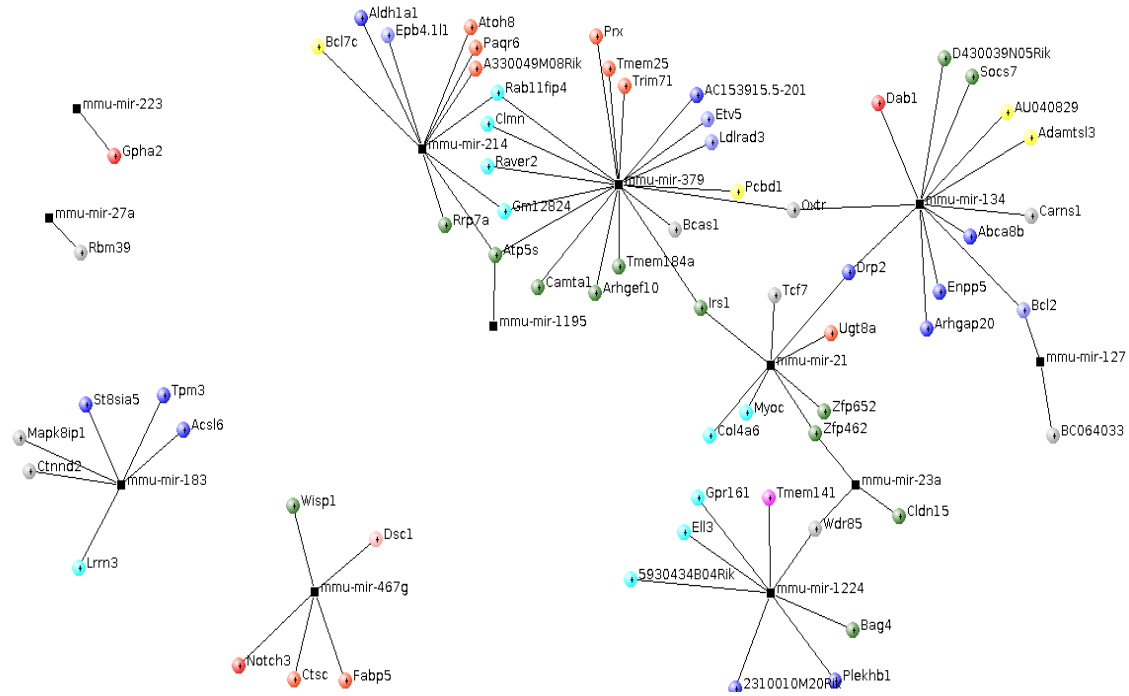 Aldh1a1
Epb4.1l1
Bcl7c
Atoh8
Paqr6
A330049M08Rik
Rab11fip4
Clmn
mmu-mir-214
Raver2
Gm12824
Rrp7a
Atp5s
mmu-mir-1195
Prx
Tmem25
Trim71
AC153915.5-201
Etv5
Ldlrad3
mmu-mir-379
Pcbd1
Oxtr
Bcas1
Tmem184a
Camta1
Arhgef10
Irs1
D430039N05Rik
Socs7
Dab1
AU040829
Adamtsl3
mmu-mir-134
Carns1
Abca8b
Drp2
Enpp5
Arhgap20
Bcl2
mmu-mir-127
BC064033
mmu-mir-223
Gpha2
mmu-mir-27a
Rbm39
Tcf7
Ugt8a
mmu-mir-21
Myoc
Zfp652
Col4a6
Zfp462
mmu-mir-23a
Cldn15
St8sia5
Tpm3
Mapk8ip1
Acsl6
Ctnnd2
mmu-mir-183
Lrrn3
Wisp1
Dsc1
mmu-mir-467g
Notch3
Ctsc
Fabp5
Gpr161
Tmem141
Ell3
Wdr85
5930434B04Rik
mmu-mir-1224
Bag4
2310010M20Rik
Plekhb1